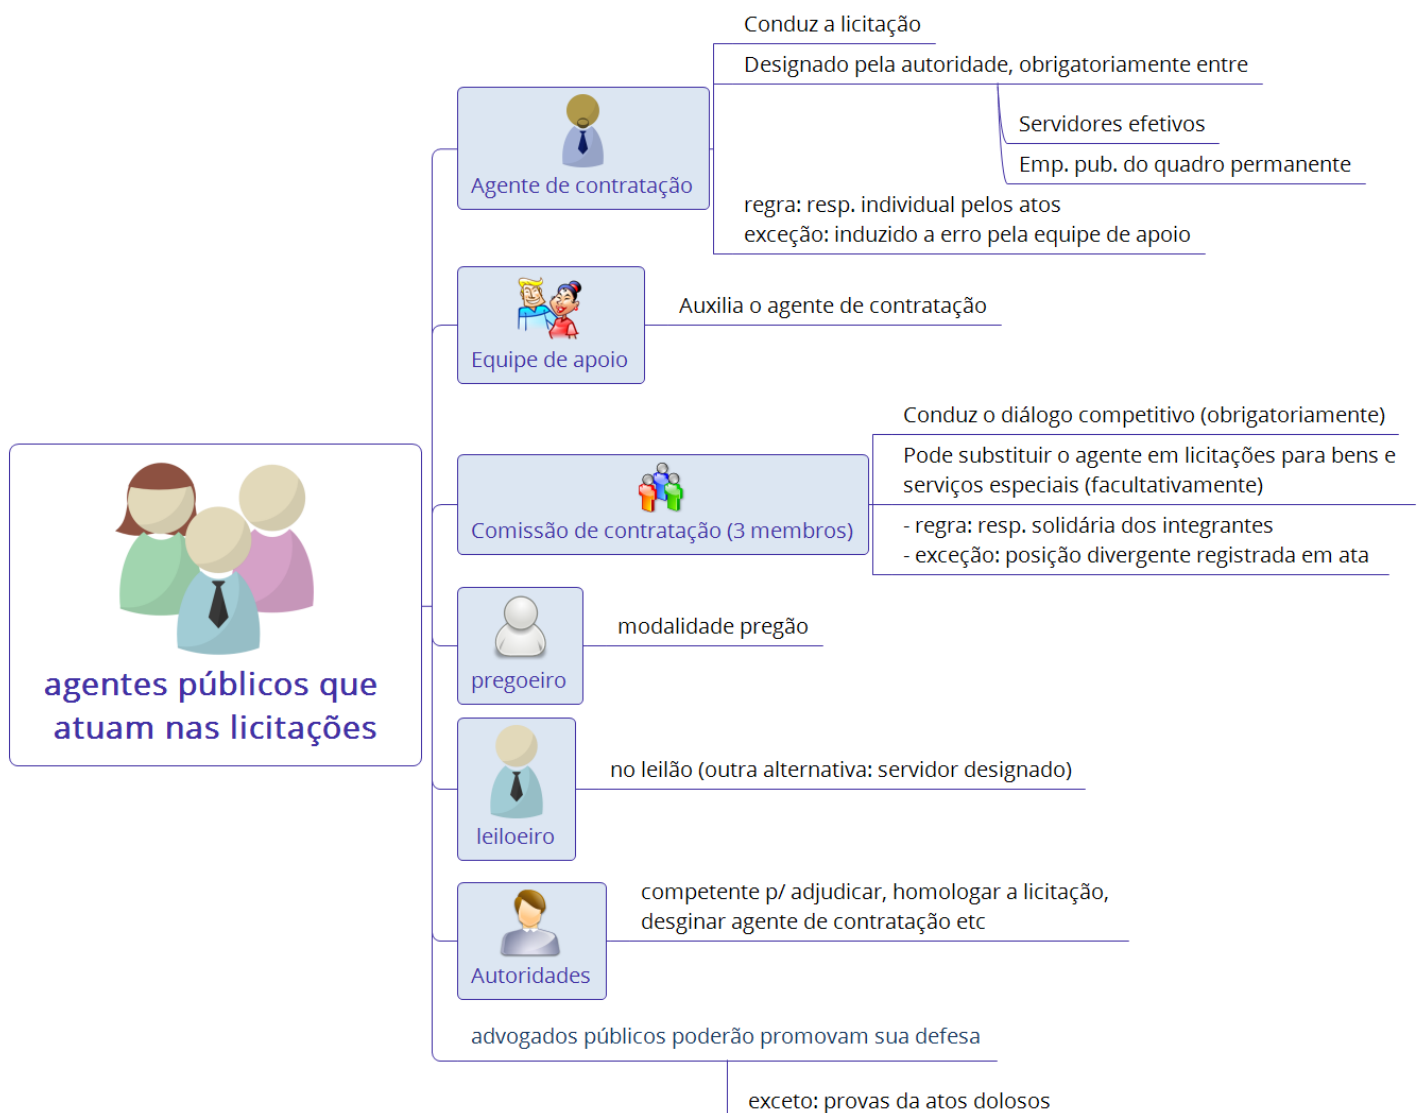 agentes públicos que
atuam nas licitações
Agente de contratação
Conduz a licitação
Designado pela autoridade, obrigatoriamente entre
Servidores efetivos
Emp. pub. do quadro permanente
regra: resp. individual pelos atos
exceção: induzido a erro pela equipe de apoio
Equipe de apoio
Auxilia o agente de contratação
Comissão de contratação (3 membros)
Conduz o diálogo competitivo (obrigatoriamente)
Pode substituir o agente em licitações para bens e
serviços especiais (facultativamente)
- regra: resp. solidária dos integrantes
- exceção: posição divergente registrada em ata
pregoeiro
modalidade pregão
leiloeiro
no leilão (outra alternativa: servidor designado)
Autoridades
competente p/ adjudicar, homologar a licitação,
desginar agente de contratação etc
advogados públicos poderão promovam sua defesa
exceto: provas da atos dolosos